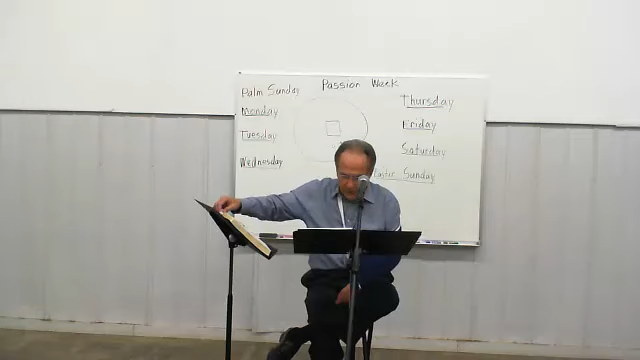 Passion Week
Palm Sunday
Monday
Tuesday
Wednesday
Thursday
Friday
Saturday
Easter Sunday